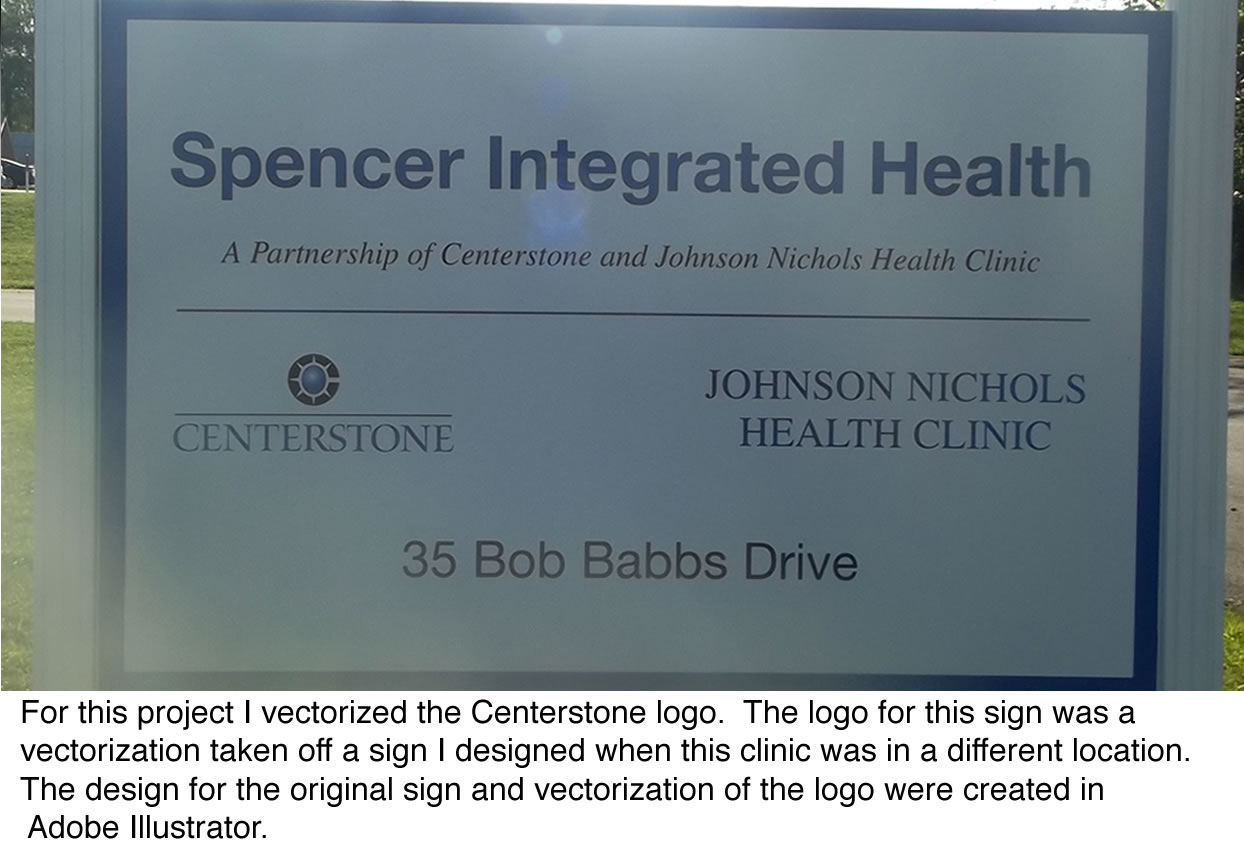 Spencer Integrated Health
A Partnership of Centerstone and Johnson Nichols Health Clinic
CENTERSTONE
JOHNSON NICHOLS
HEALTH CLINIC
35 Bob Babbs Drive
For this project I vectorized the Centerstone logo.  The logo for this sign was a
vectorization taken off a sign I designed when this clinic was in a different location.
The design for the original sign and vectorization of the logo were created in
Adobe Illustrator.